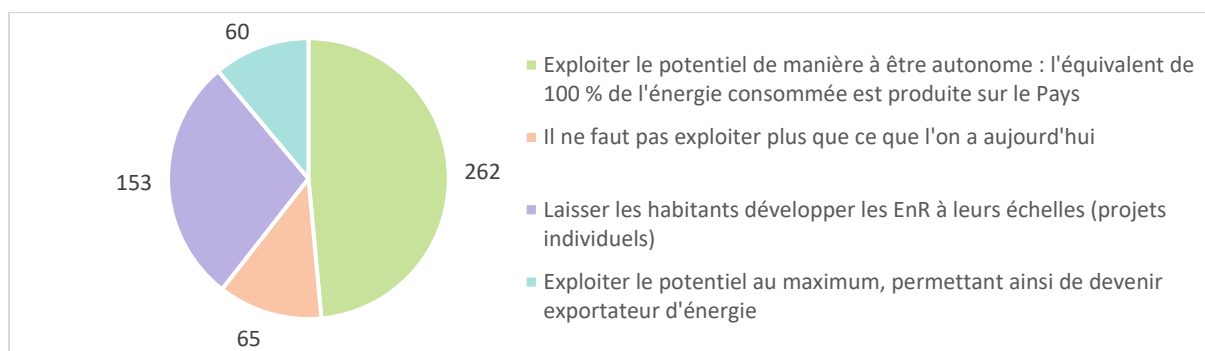 60
262
153
65
Exploiter le potentiel de manière à être autonome : l'équivalent de
100 % de l'énergie consommée est produite sur le Pays
Il ne faut pas exploiter plus que ce que l'on a aujourd'hui
Laisser les habitants développer les EnR à leurs échelles (projets
individuels)
Exploiter le potentiel au maximum, permettant ainsi de devenir
exportateur d'énergie